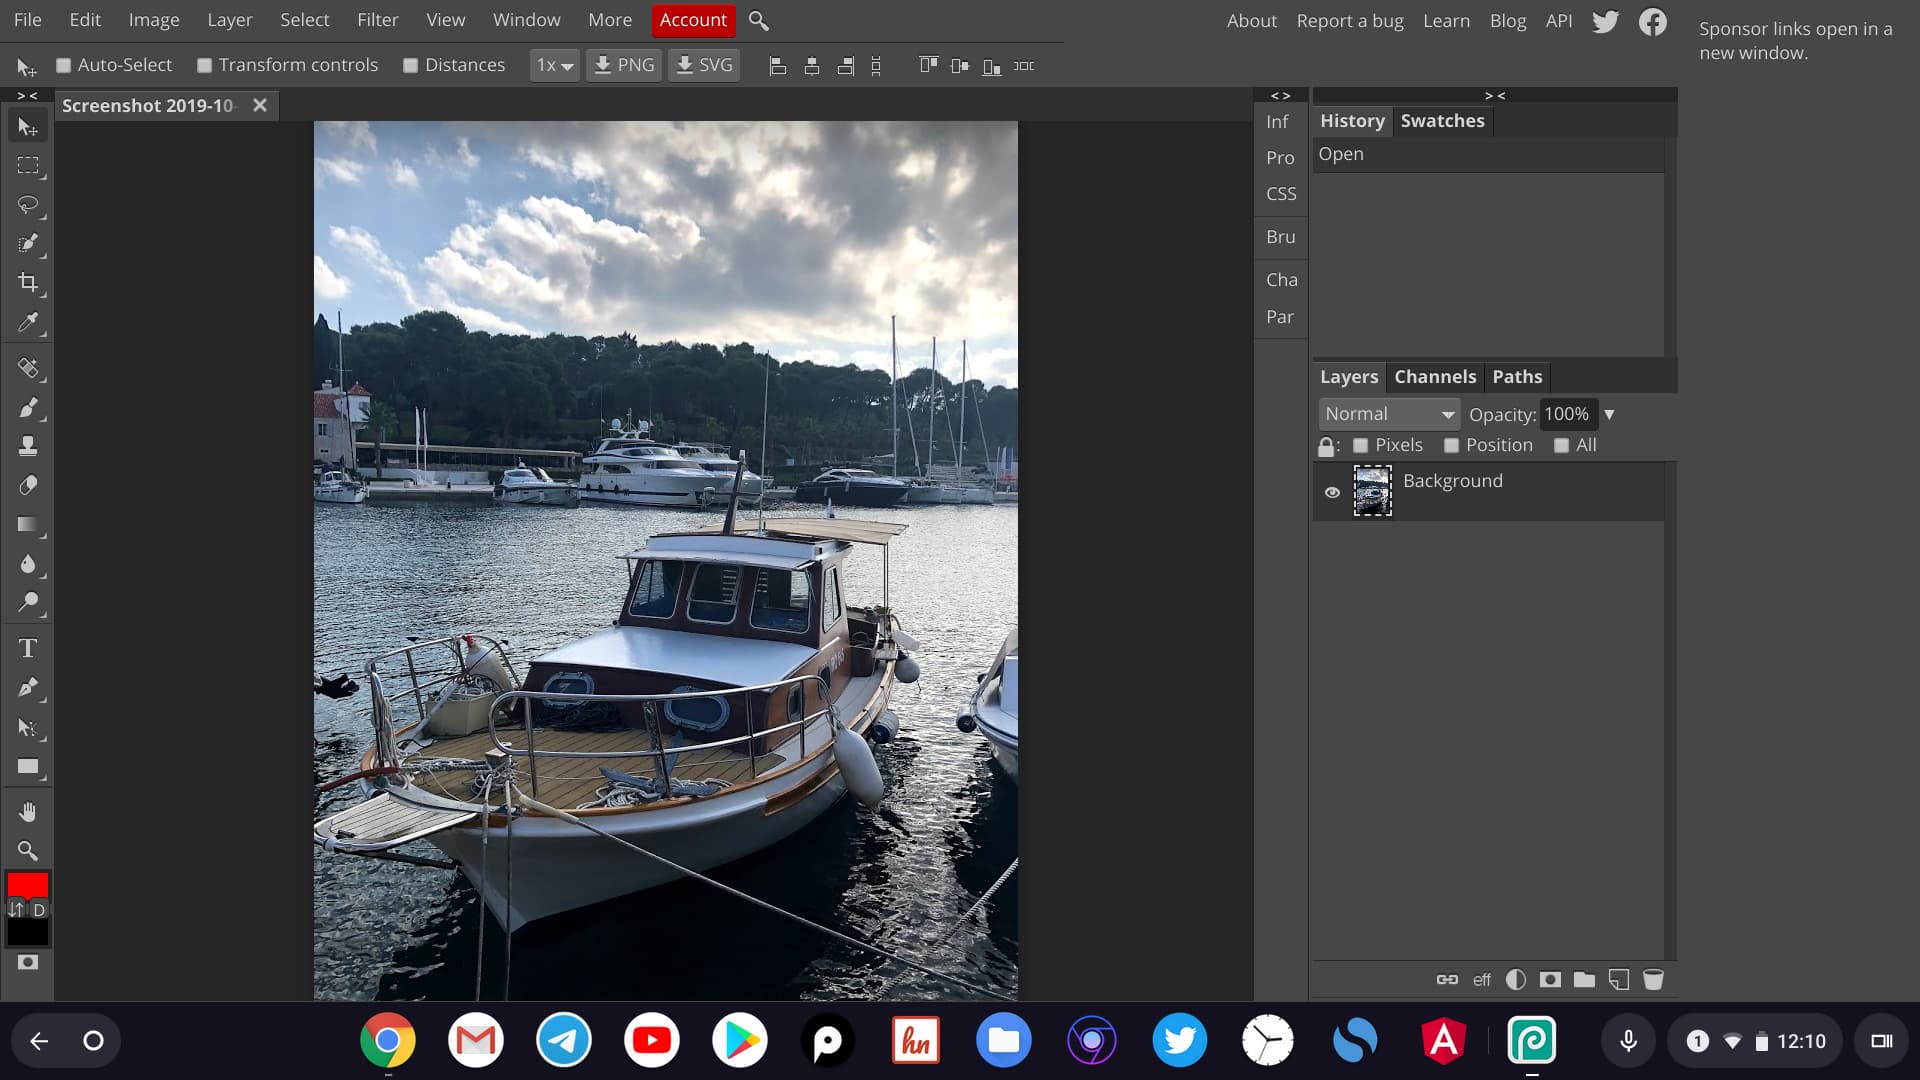 File Edit Image Layer Select Filter View Window More Account About Report a bug Learn Blog API
Sponsor links open in a
new window.
Auto-Select Transform controls Distances 1x PNG SVG
> < < > > <
Screenshot 2019-10-
Inf
Pro
CSS
Bru
Cha
Par
History Swatches
Open
Layers Channels Paths
Normal Opacity: 100%
: Pixels Position All
Background
T
D
eff
hn
A
1 12:10